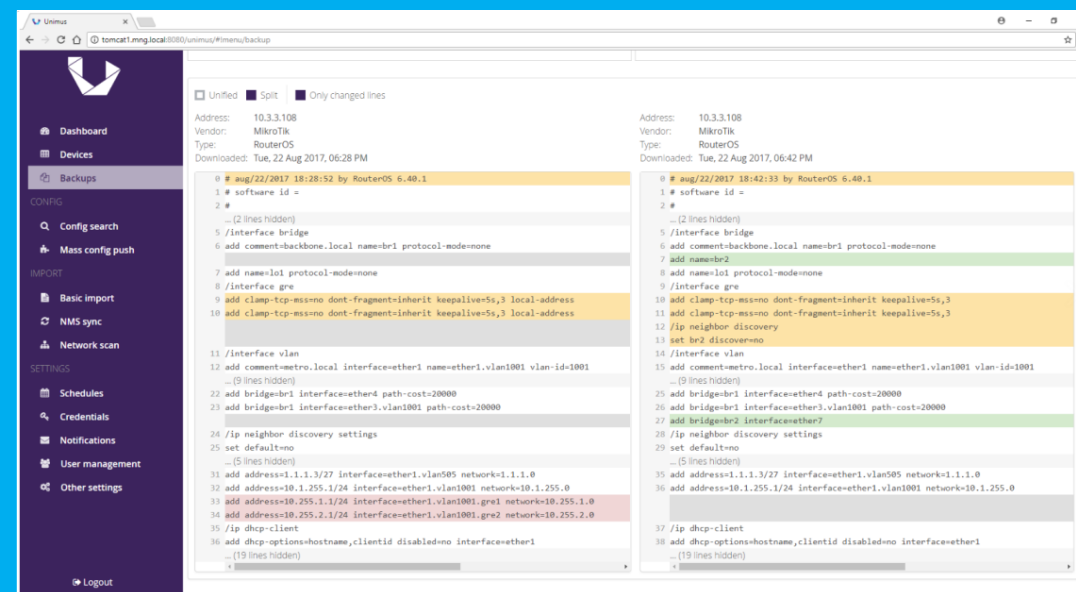 Unimus
tomcat1.mng.local:8080/unimus/#!menu/backup
Dashboard
Devices
Backups
CONFIG
Config search
Mass config push
IMPORT
Basic import
NMS sync
Network scan
SETTINGS
Schedules
Credentials
Notifications
User management
Other settings
Logout
Unified Split Only changed lines
Address: 10.3.3.108
Vendor: MikroTik
Type: RouterOS
Downloaded: Tue, 22 Aug 2017, 06:28 PM
0 # aug/22/2017 18:28:52 by RouterOS 6.40.1
1 # software id =
2 #
... (2 lines hidden)
5 /interface bridge
6 add comment=backbone.local name=br1 protocol-mode=none
7 add name=lo1 protocol-mode=none
8 /interface gre
9 add clamp-tcp-mss=no dont-fragment=inherit keepalive=5s,3 local-address
10 add clamp-tcp-mss=no dont-fragment=inherit keepalive=5s,3 local-address
11 /interface vlan
12 add comment=metro.local interface=ether1 name=ether1.vlan1001 vlan-id=1001
... (9 lines hidden)
22 add bridge=br1 interface=ether4 path-cost=20000
23 add bridge=br1 interface=ether3.vlan1001 path-cost=20000
24 /ip neighbor discovery settings
25 set default=no
... (5 lines hidden)
31 add address=1.1.1.3/27 interface=ether1.vlan505 network=1.1.1.0
32 add address=10.1.255.1/24 interface=ether1.vlan1001 network=10.1.255.0
33 add address=10.255.1.1/24 interface=ether1.vlan1001.gre1 network=10.255.1.0
34 add address=10.255.2.1/24 interface=ether1.vlan1001.gre2 network=10.255.2.0
35 /ip dhcp-client
36 add dhcp-options=hostname,clientid disabled=no interface=ether1
... (19 lines hidden)
Address: 10.3.3.108
Vendor: MikroTik
Type: RouterOS
Downloaded: Tue, 22 Aug 2017, 06:42 PM
0 # aug/22/2017 18:42:33 by RouterOS 6.40.1
1 # software id =
2 #
... (2 lines hidden)
5 /interface bridge
6 add comment=backbone.local name=br1 protocol-mode=none
7 add name=br2
8 add name=lo1 protocol-mode=none
9 /interface gre
10 add clamp-tcp-mss=no dont-fragment=inherit keepalive=5s,3
11 add clamp-tcp-mss=no dont-fragment=inherit keepalive=5s,3
12 /ip neighbor discovery
13 set br2 discover=no
14 /interface vlan
15 add comment=metro.local interface=ether1 name=ether1.vlan1001 vlan-id=1001
... (9 lines hidden)
25 add bridge=br1 interface=ether4 path-cost=20000
26 add bridge=br1 interface=ether3.vlan1001 path-cost=20000
27 add bridge=br2 interface=ether7
28 /ip neighbor discovery settings
29 set default=no
... (5 lines hidden)
35 add address=1.1.1.3/27 interface=ether1.vlan505 network=1.1.1.0
36 add address=10.1.255.1/24 interface=ether1.vlan1001 network=10.1.255.0
37 /ip dhcp-client
38 add dhcp-options=hostname,clientid disabled=no interface=ether1
... (19 lines hidden)